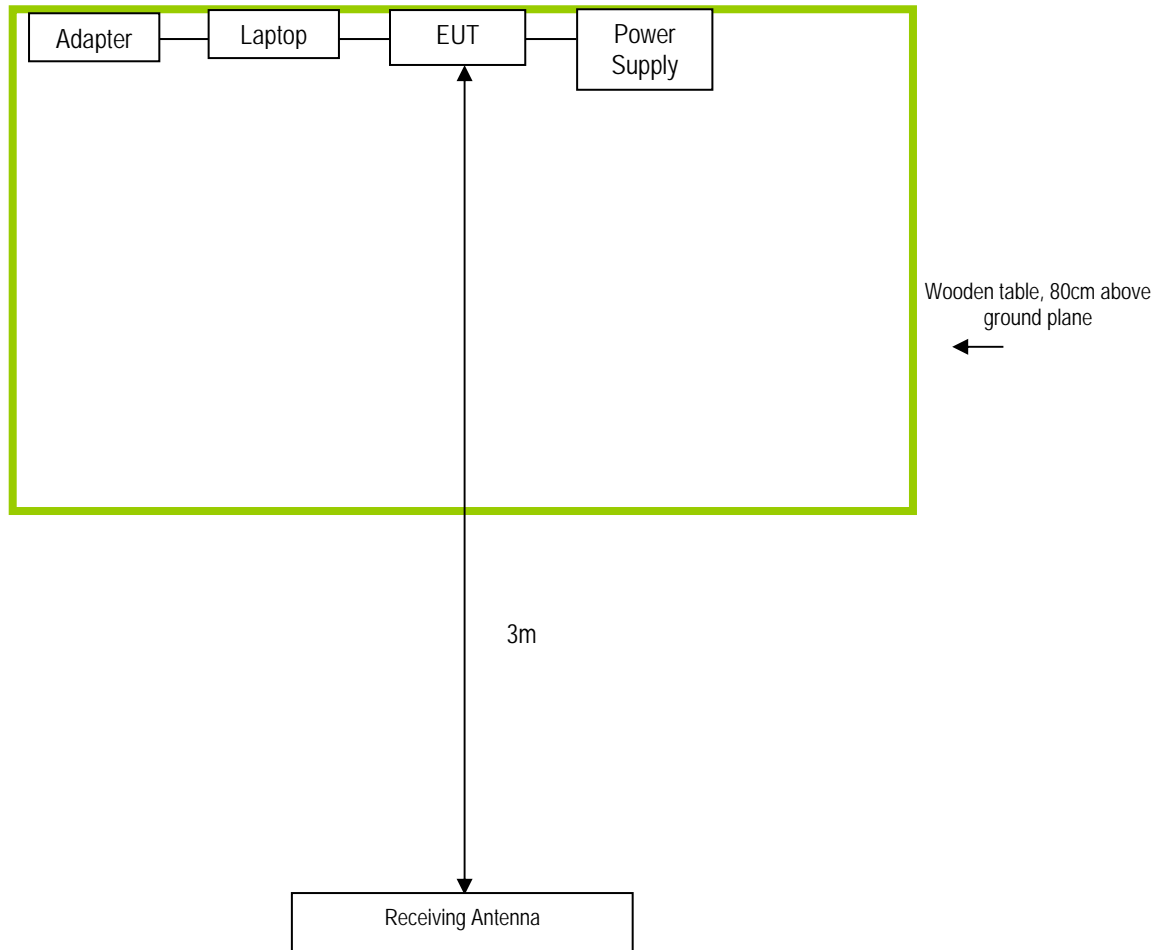 Adapter
Laptop
EUT
Power
Supply
Wooden table, 80cm above
ground plane
3m
Receiving Antenna